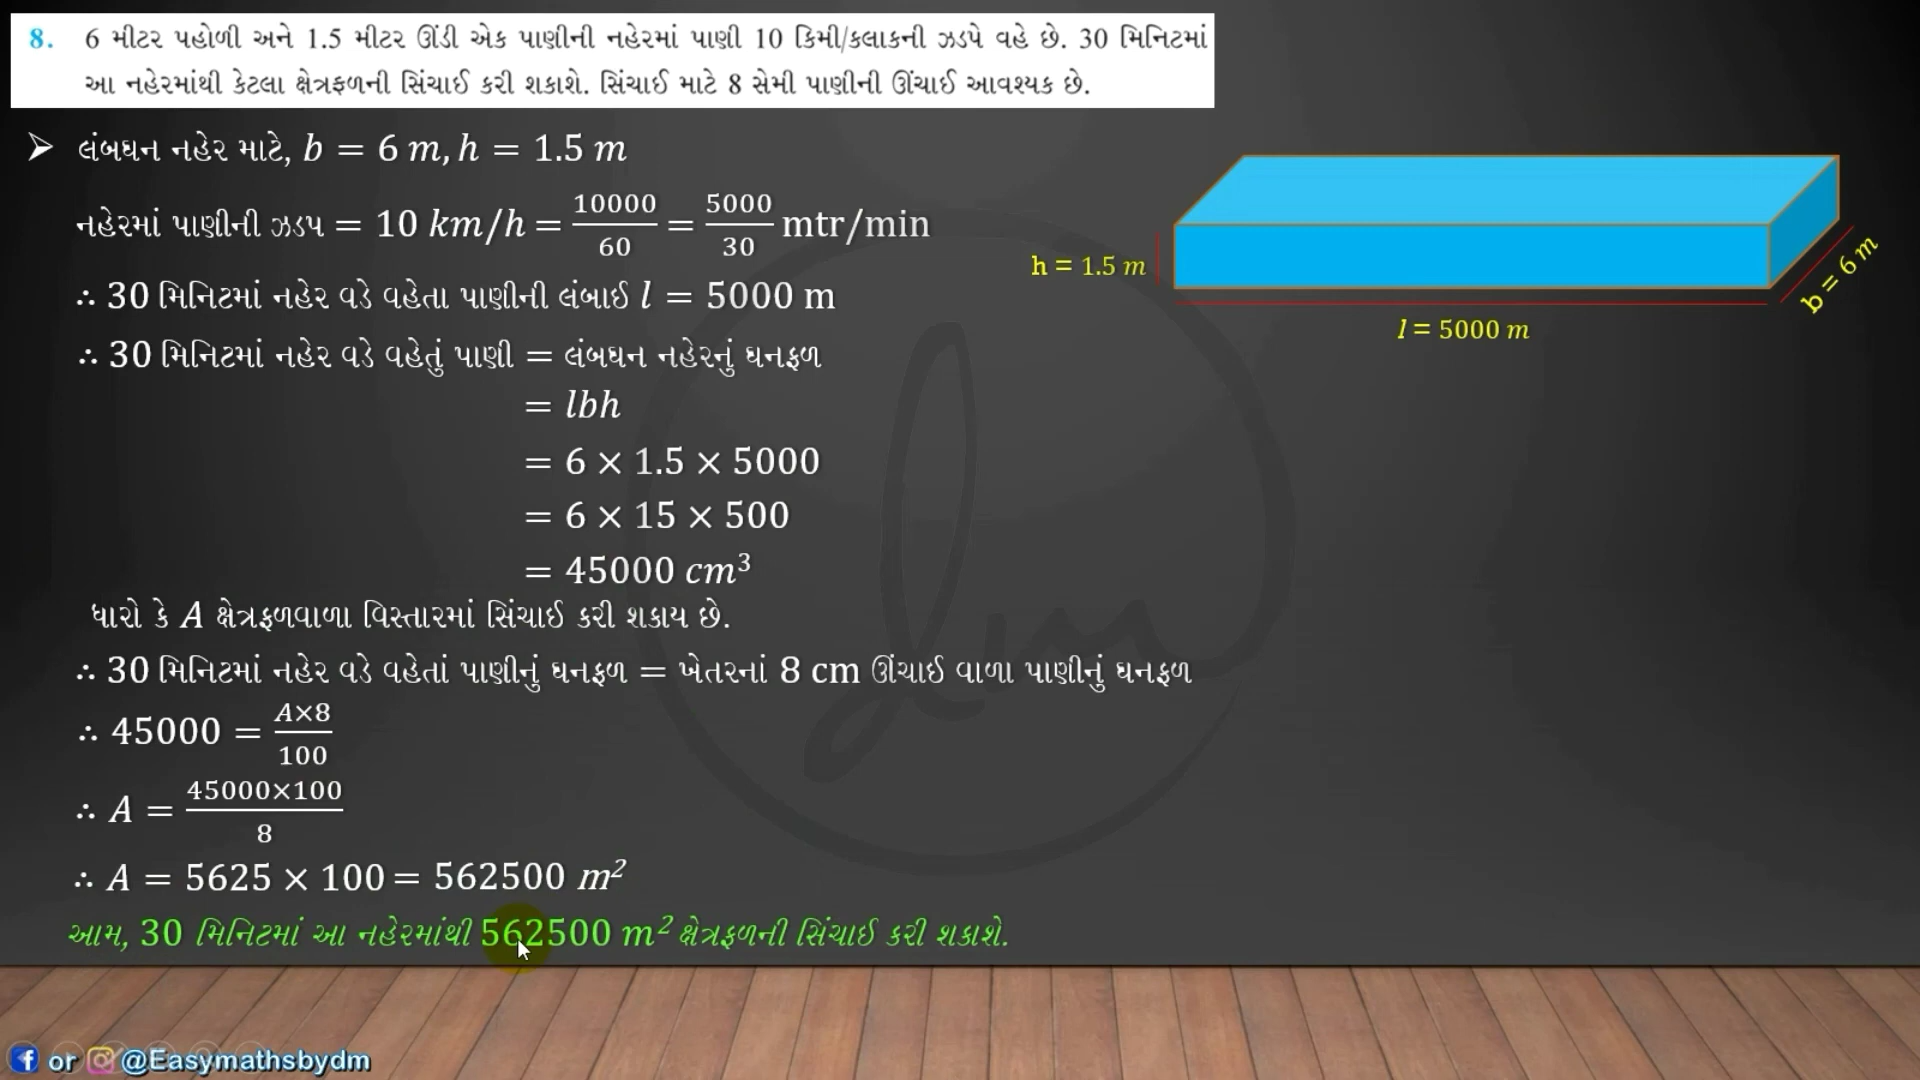 8. 6 મીટર પહોળી અને 1.5 મીટર ઊંડી એક પાણીની નહેરમાં પાણી 10 કિમી/કલાકની ઝડપે વહે છે. 30 મિનિટમાં
આ નહેરમાંથી કેટલા ક્ષેત્રફળની સિંચાઈ કરી શકાશે. સિંચાઈ માટે 8 સેમી પાણીની ઊંચાઈ આવશ્યક છે.
➢ લંબઘન નહેર માટે, b = 6 m, h = 1.5 m
નહેરમાં પાણીની ઝડપ = 10 km/h = 10000/60 = 5000/30 mtr/min
∴ 30 મિનિટમાં નહેર વડે વહેતા પાણીની લંબાઈ l = 5000 m
∴ 30 મિનિટમાં નહેર વડે વહેતું પાણી = લંબઘન નહેરનું ઘનફળ
= lbh
= 6 × 1.5 × 5000
= 6 × 15 × 500
= 45000 cm³
ધારો કે A ક્ષેત્રફળવાળા વિસ્તારમાં સિંચાઈ કરી શકાય છે.
∴ 30 મિનિટમાં નહેર વડે વહેતાં પાણીનું ઘનફળ = ખેતરનાં 8 cm ઊંચાઈ વાળા પાણીનું ઘનફળ
∴ 45000 = A×8/100
∴ A = 45000×100/8
∴ A = 5625 × 100 = 562500 m²
આમ, 30 મિનિટમાં આ નહેરમાંથી 562500 m² ક્ષેત્રફળની સિંચાઈ કરી શકાશે.
h = 1.5 m
b = 6 m
l = 5000 m
dm
f or @Easymathsbydm